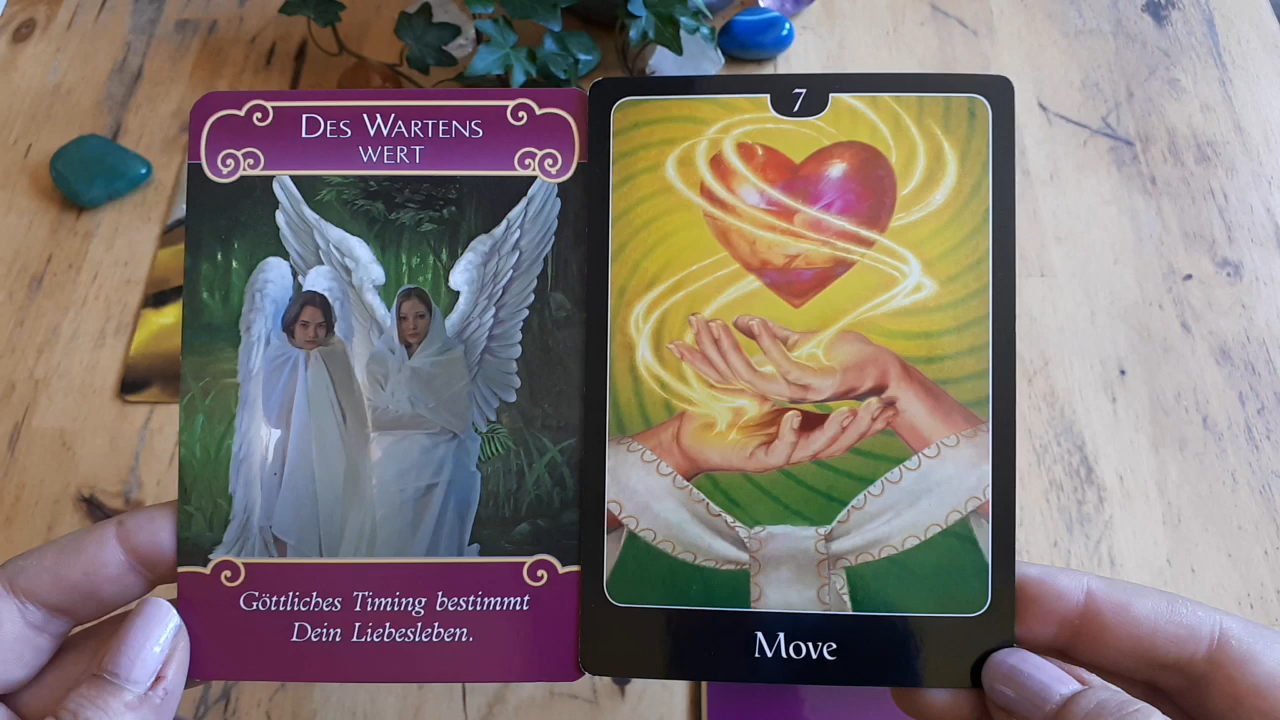 Des Wartens
wert
Göttliches Timing bestimmt
Dein Liebesleben.
7
Move